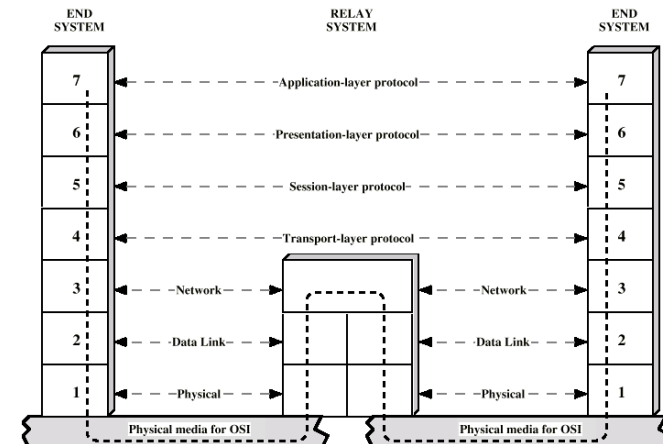 END
SYSTEM
RELAY
SYSTEM
END
SYSTEM
7
Application-layer protocol
7
6
Presentation-layer protocol
6
5
Session-layer protocol
5
4
Transport-layer protocol
4
3
Network
Network
3
2
Data Link
Data Link
2
1
Physical
Physical
1
Physical media for OSI
Physical media for OSI